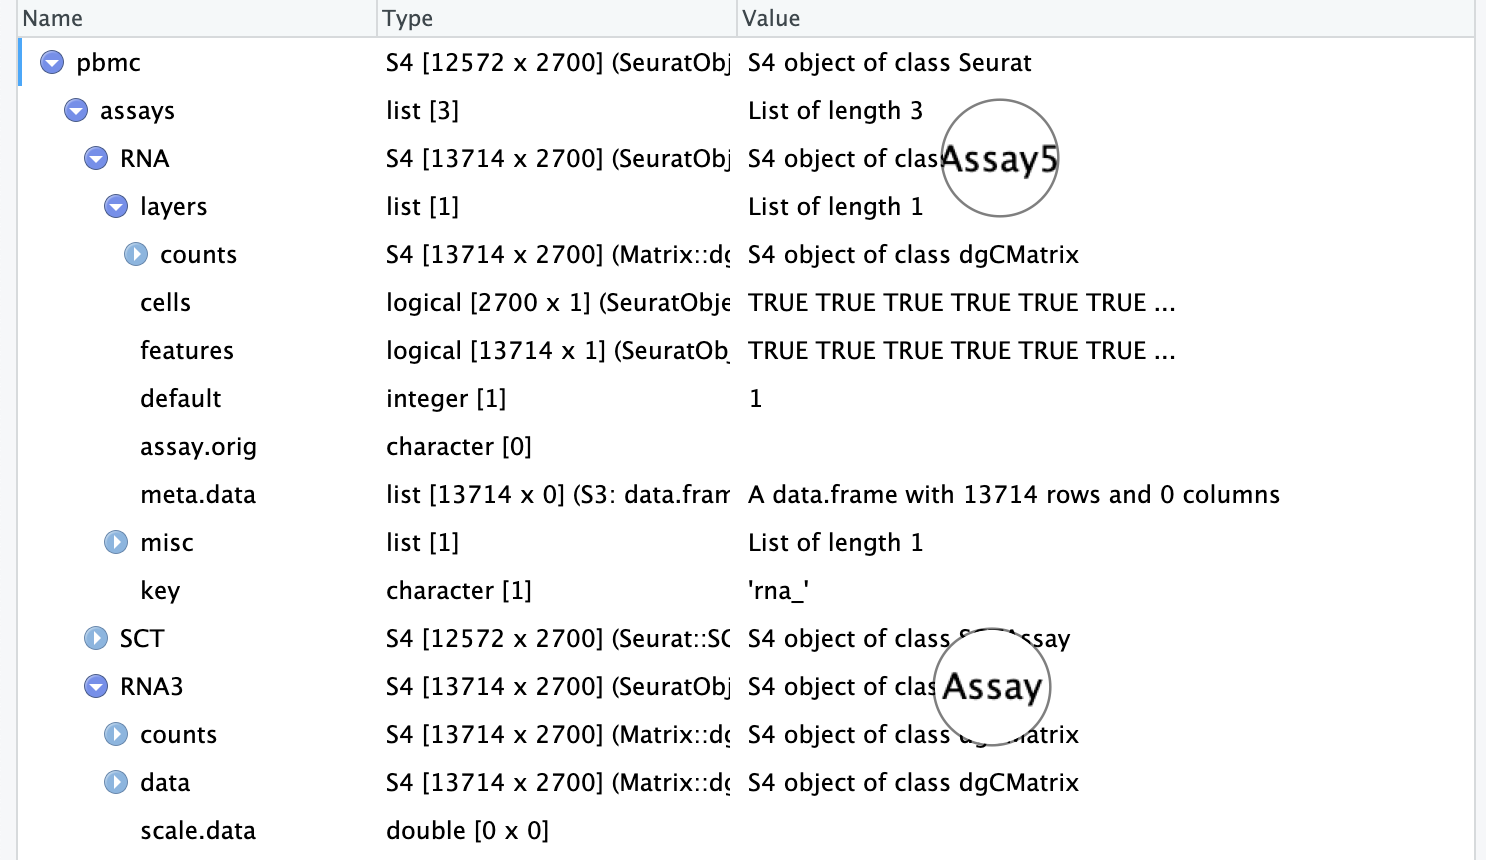 Name Type Value
pbmc S4 [12572 x 2700] (SeuratObj S4 object of class Seurat
assays list [3] List of length 3
RNA S4 [13714 x 2700] (SeuratObj S4 object of class Assay5
layers list [1] List of length 1
counts S4 [13714 x 2700] (Matrix::dg S4 object of class dgCMatrix
cells logical [2700 x 1] (SeuratObje TRUE TRUE TRUE TRUE TRUE TRUE ...
features logical [13714 x 1] (SeuratObj TRUE TRUE TRUE TRUE TRUE TRUE ...
default integer [1] 1
assay.orig character [0]
meta.data list [13714 x 0] (S3: data.fram A data.frame with 13714 rows and 0 columns
misc list [1] List of length 1
key character [1] 'rna_'
SCT S4 [12572 x 2700] (Seurat::SC S4 object of class SCTAssay
RNA3 S4 [13714 x 2700] (SeuratObj S4 object of clas Assay
counts S4 [13714 x 2700] (Matrix::dg S4 object of class dgCMatrix
data S4 [13714 x 2700] (Matrix::dg S4 object of class dgCMatrix
scale.data double [0 x 0]